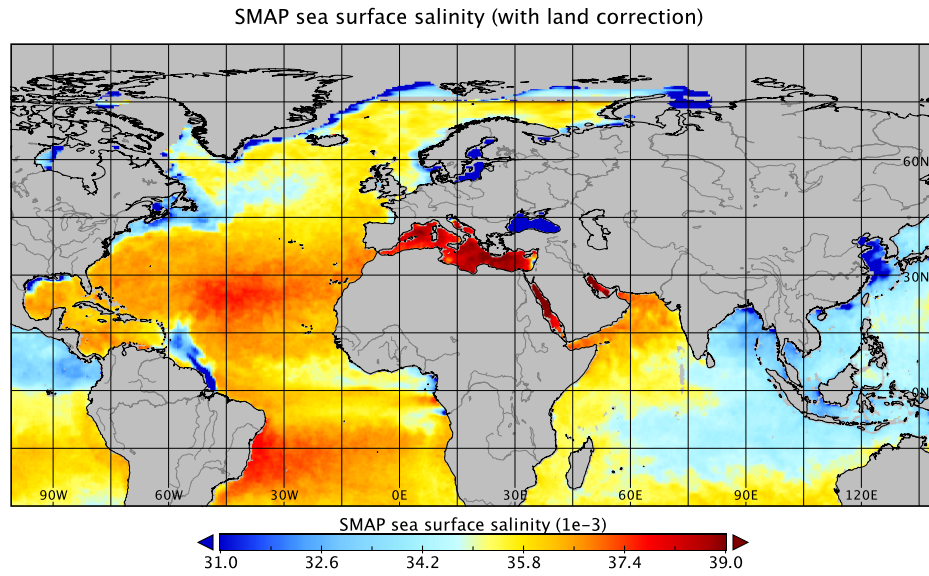 SMAP sea surface salinity (with land correction)
60N
30N
0N
90W 60W 30W 0E 30E 60E 90E 120E
SMAP sea surface salinity (1e-3)
31.0 32.6 34.2 35.8 37.4 39.0